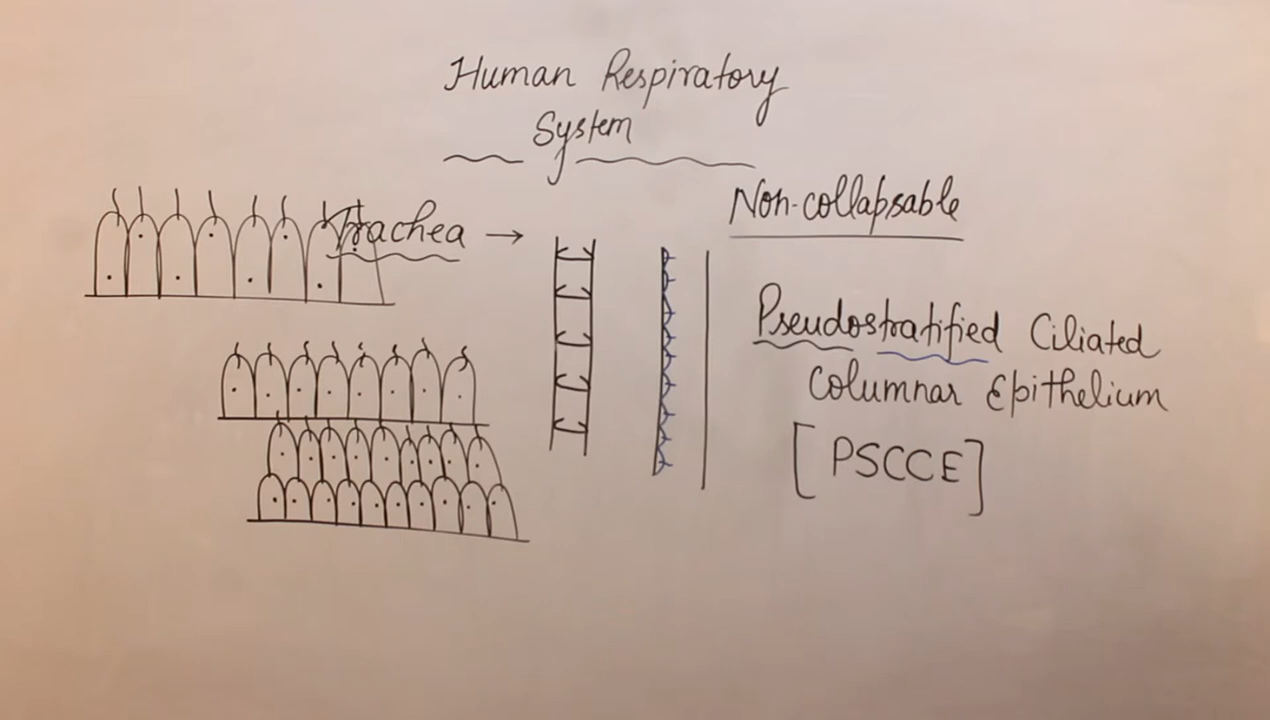 Human Respiratory
System
Trachea →
Non-collapsable
Pseudostratified Ciliated
Columnar Epithelium
[PSCCE]